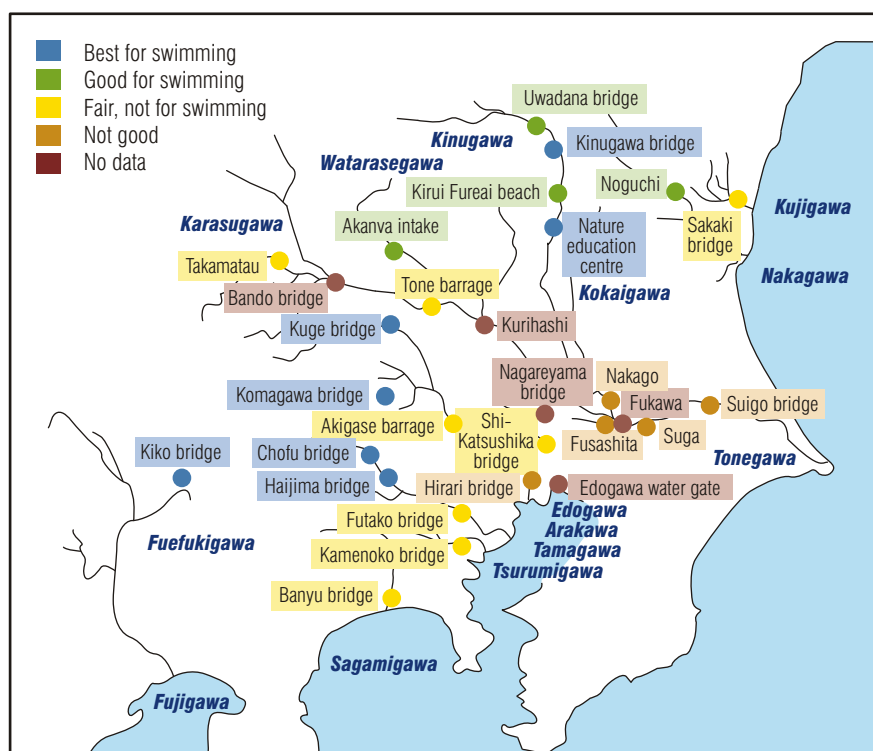 Best for swimming
Good for swimming
Fair, not for swimming
Not good
No data
Uwadana bridge
Kinugawa
Kinugawa bridge
Watarasegawa
Kirui Fureai beach
Noguchi
Kujigawa
Karasugawa
Akanva intake
Nature
education
centre
Sakaki
bridge
Takamatau
Tone barrage
Kokaigawa
Nakagawa
Bando bridge
Kuge bridge
Kurihashi
Nagareyama
bridge
Nakago
Komagawa bridge
Fukawa
Suigo bridge
Akigase barrage
Shi-
Katsushika
bridge
Fusashita
Suga
Kiko bridge
Chofu bridge
Tonegawa
Haijima bridge
Hirari bridge
Edogawa water gate
Futako bridge
Edogawa
Arakawa
Tamagawa
Tsurumigawa
Fuefukigawa
Kamenoko bridge
Banyu bridge
Sagamigawa
Fujigawa